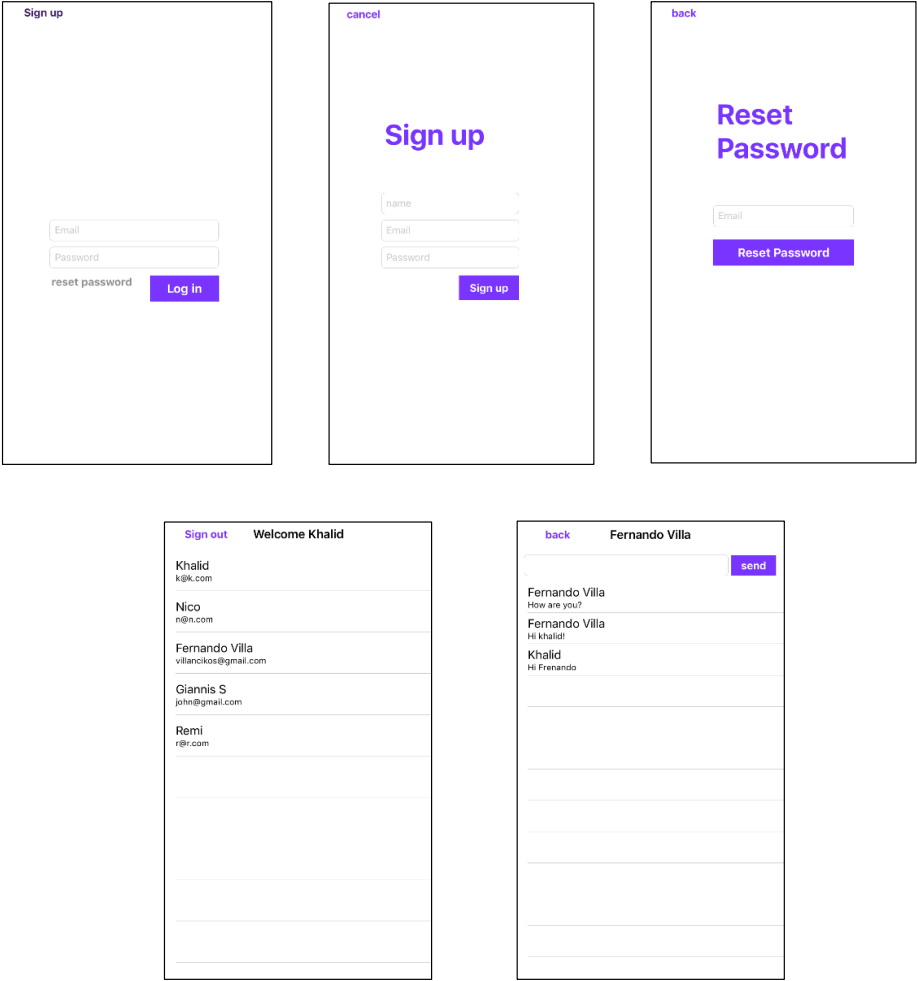 Sign up
Email
Password
reset password
Log in
cancel
Sign up
name
Email
Password
Sign up
back
Reset
Password
Email
Reset Password
Sign out
Welcome Khalid
Khalid
k@k.com
Nico
n@n.com
Fernando Villa
villancikos@gmail.com
Giannis S
john@gmail.com
Remi
r@r.com
back
Fernando Villa
send
Fernando Villa
How are you?
Fernando Villa
Hi khalid!
Khalid
Hi Frenando